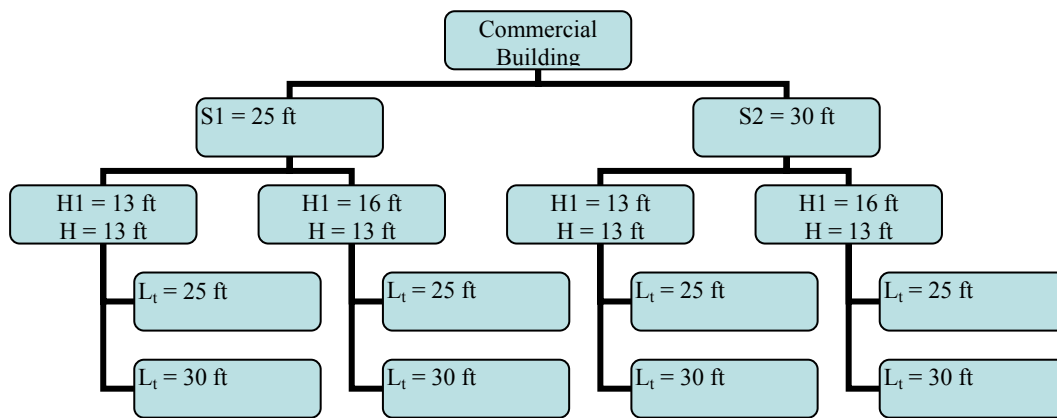 Commercial
Building
S1 = 25 ft
S2 = 30 ft
H1 = 13 ft
H = 13 ft
H1 = 16 ft
H = 13 ft
H1 = 13 ft
H = 13 ft
H1 = 16 ft
H = 13 ft
Lt = 25 ft
Lt = 25 ft
Lt = 25 ft
Lt = 25 ft
Lt = 30 ft
Lt = 30 ft
Lt = 30 ft
Lt = 30 ft